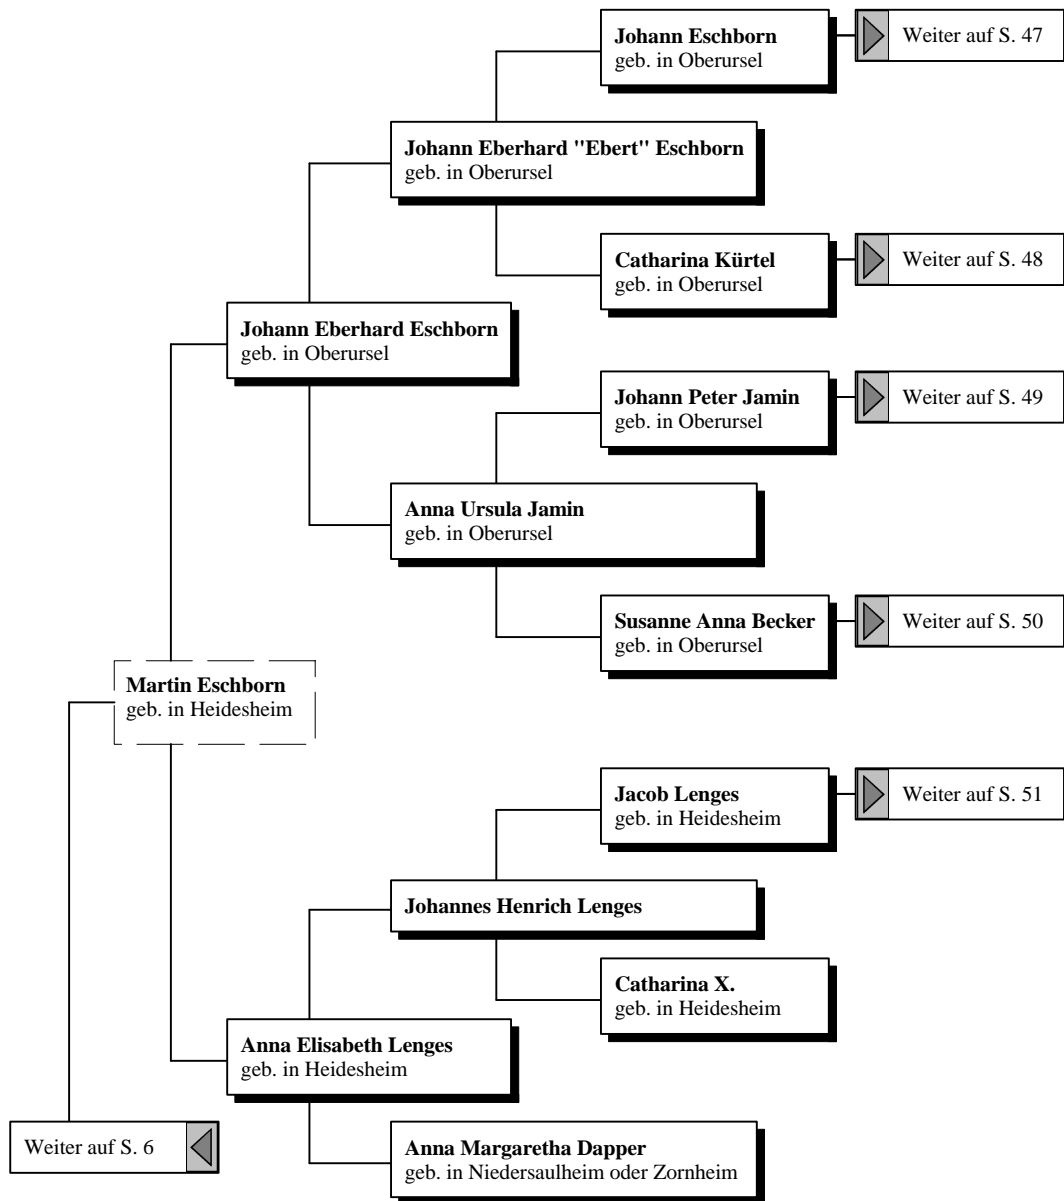 Johann Eschborn
geb. in Oberursel
Weiter auf S. 47
Johann Eberhard "Ebert" Eschborn
geb. in Oberursel
Catharina Kürtel
geb. in Oberursel
Weiter auf S. 48
Johann Eberhard Eschborn
geb. in Oberursel
Johann Peter Jamin
geb. in Oberursel
Weiter auf S. 49
Anna Ursula Jamin
geb. in Oberursel
Susanne Anna Becker
geb. in Oberursel
Weiter auf S. 50
Martin Eschborn
geb. in Heidesheim
Jacob Lenges
geb. in Heidesheim
Weiter auf S. 51
Johannes Henrich Lenges
Catharina X.
geb. in Heidesheim
Anna Elisabeth Lenges
geb. in Heidesheim
Weiter auf S. 6
Anna Margaretha Dapper
geb. in Niedersaulheim oder Zornheim